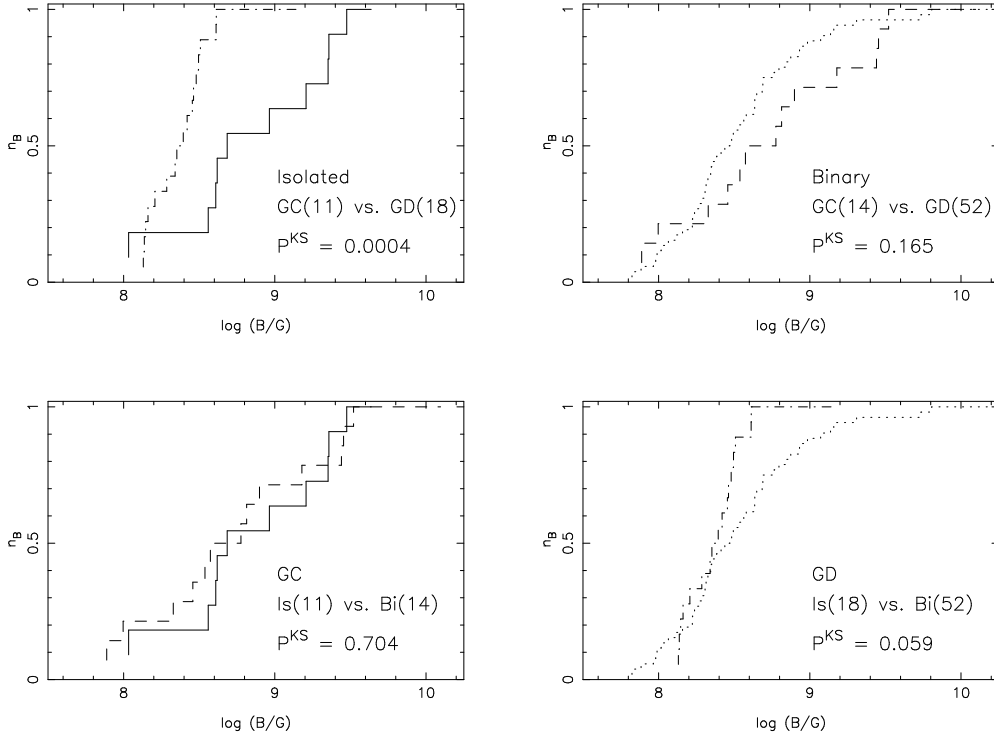 1
0.5
0
n_B
Isolated
GC(11) vs. GD(18)
P^KS = 0.0004
8 9 10
log (B/G)
1
0.5
0
n_B
Binary
GC(14) vs. GD(52)
P^KS = 0.165
8 9 10
log (B/G)
1
0.5
0
n_B
GC
Is(11) vs. Bi(14)
P^KS = 0.704
8 9 10
log (B/G)
1
0.5
0
n_B
GD
Is(18) vs. Bi(52)
P^KS = 0.059
8 9 10
log (B/G)